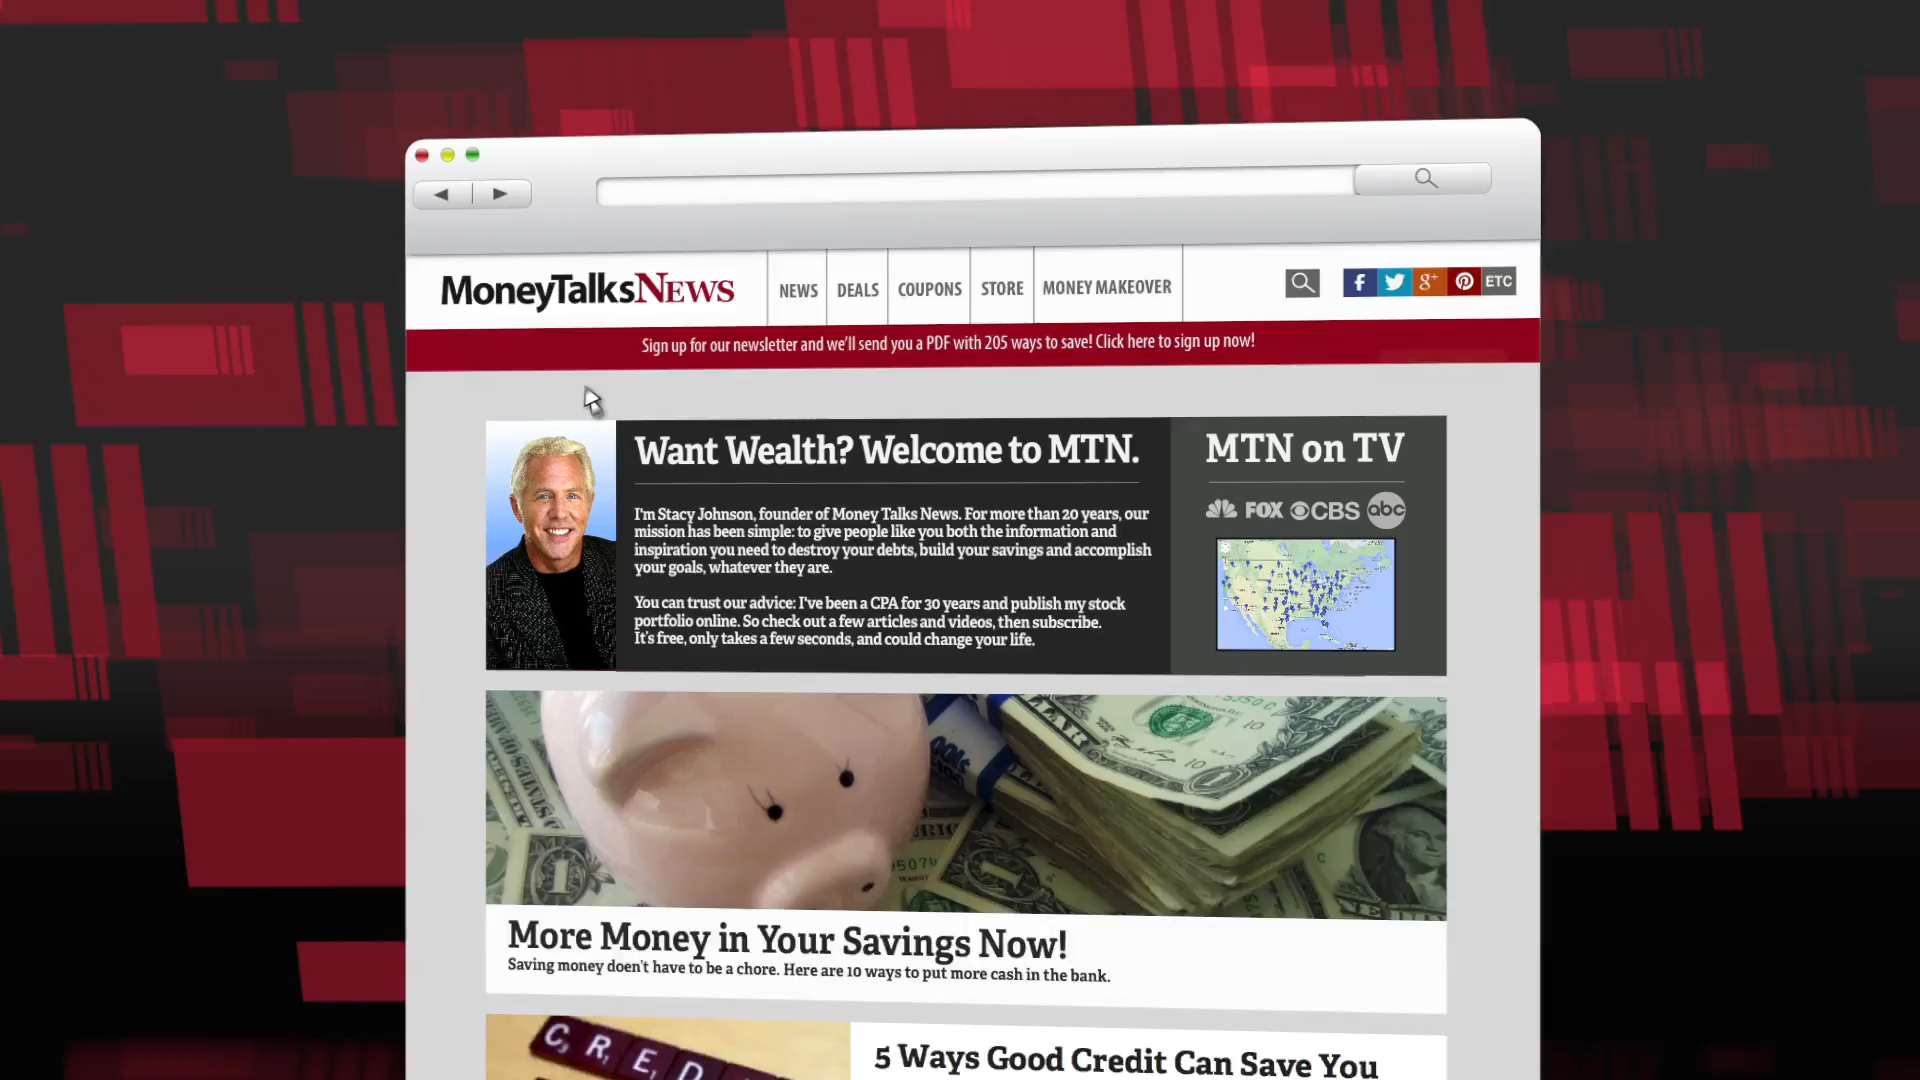 MoneyTalksNews
NEWS
DEALS
COUPONS
STORE
MONEY MAKEOVER
f
g+
ETC
Sign up for our newsletter and we'll send you a PDF with 205 ways to save! Click here to sign up now!
Want Wealth? Welcome to MTN.
I'm Stacy Johnson, founder of Money Talks News. For more than 20 years, our
mission has been simple: to give people like you both the information and
inspiration you need to destroy your debts, build your savings and accomplish
your goals, whatever they are.
You can trust our advice: I've been a CPA for 30 years and publish my stock
portfolio online. So check out a few articles and videos, then subscribe.
It's free, only takes a few seconds, and could change your life.
MTN on TV
FOX CBS abc
More Money in Your Savings Now!
Saving money doen't have to be a chore. Here are 10 ways to put more cash in the bank.
CRED
5 Ways Good Credit Can Save You